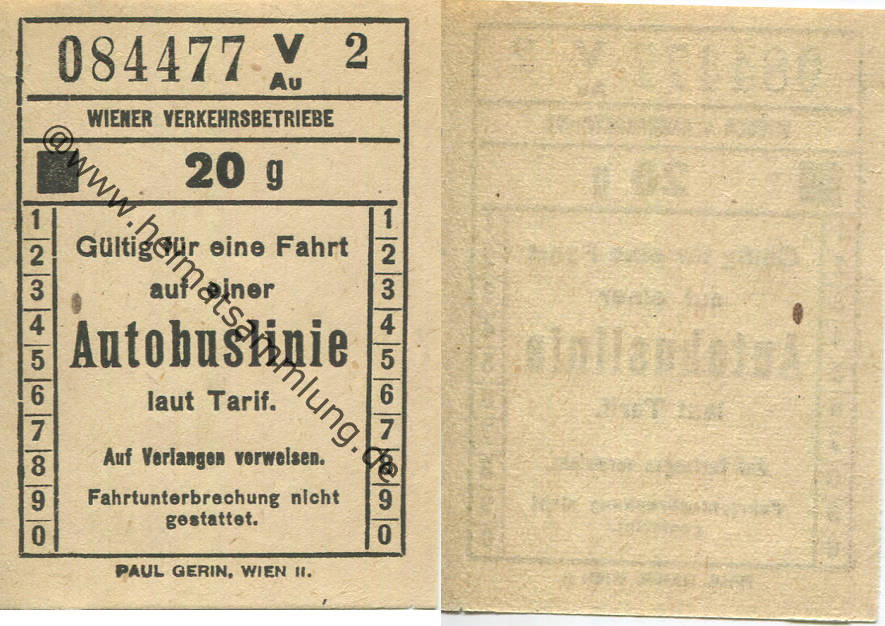 084477 V 2
Au
WIENER VERKEHRSBETRIEBE
20 g
1 1
2 2
3 3
4 4
5 5
6 6
7 7
8 8
9 9
0 0
Gültig für eine Fahrt
auf einer
Autobuslinie
laut Tarif.
Auf Verlangen vorweisen.
Fahrtunterbrechung nicht
gestattet.
PAUL GERIN, WIEN II.
@www.heimatsammlung.de